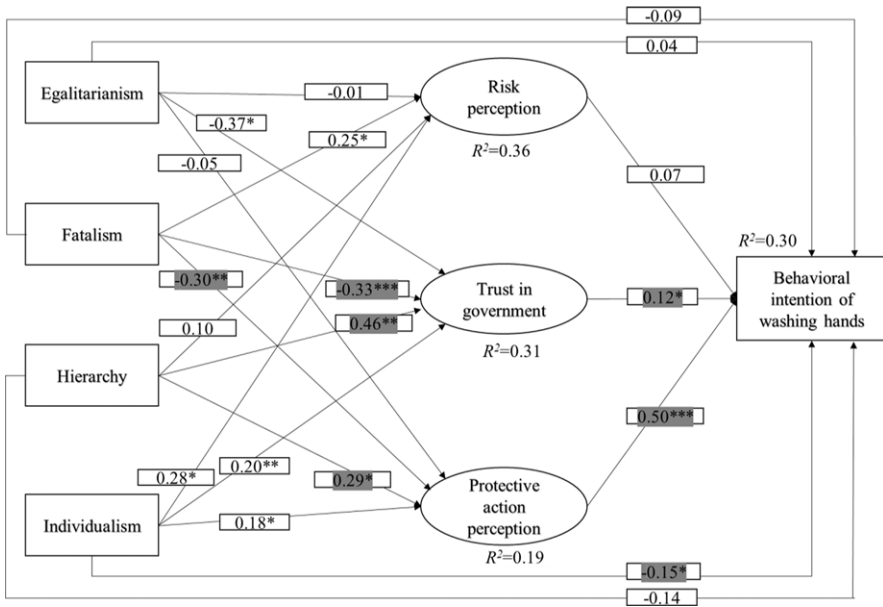 -0.09
0.04
Egalitarianism
-0.01
Risk
perception
-0.37*
0.25*
-0.05
R²=0.36
0.07
Fatalism
R²=0.30
-0.30**
-0.33***
Trust in
government
0.12*
Behavioral
intention of
washing hands
0.46**
0.10
R²=0.31
Hierarchy
0.50***
0.20**
0.28*
0.29*
Protective
action
perception
Individualism
0.18*
R²=0.19
-0.15*
-0.14